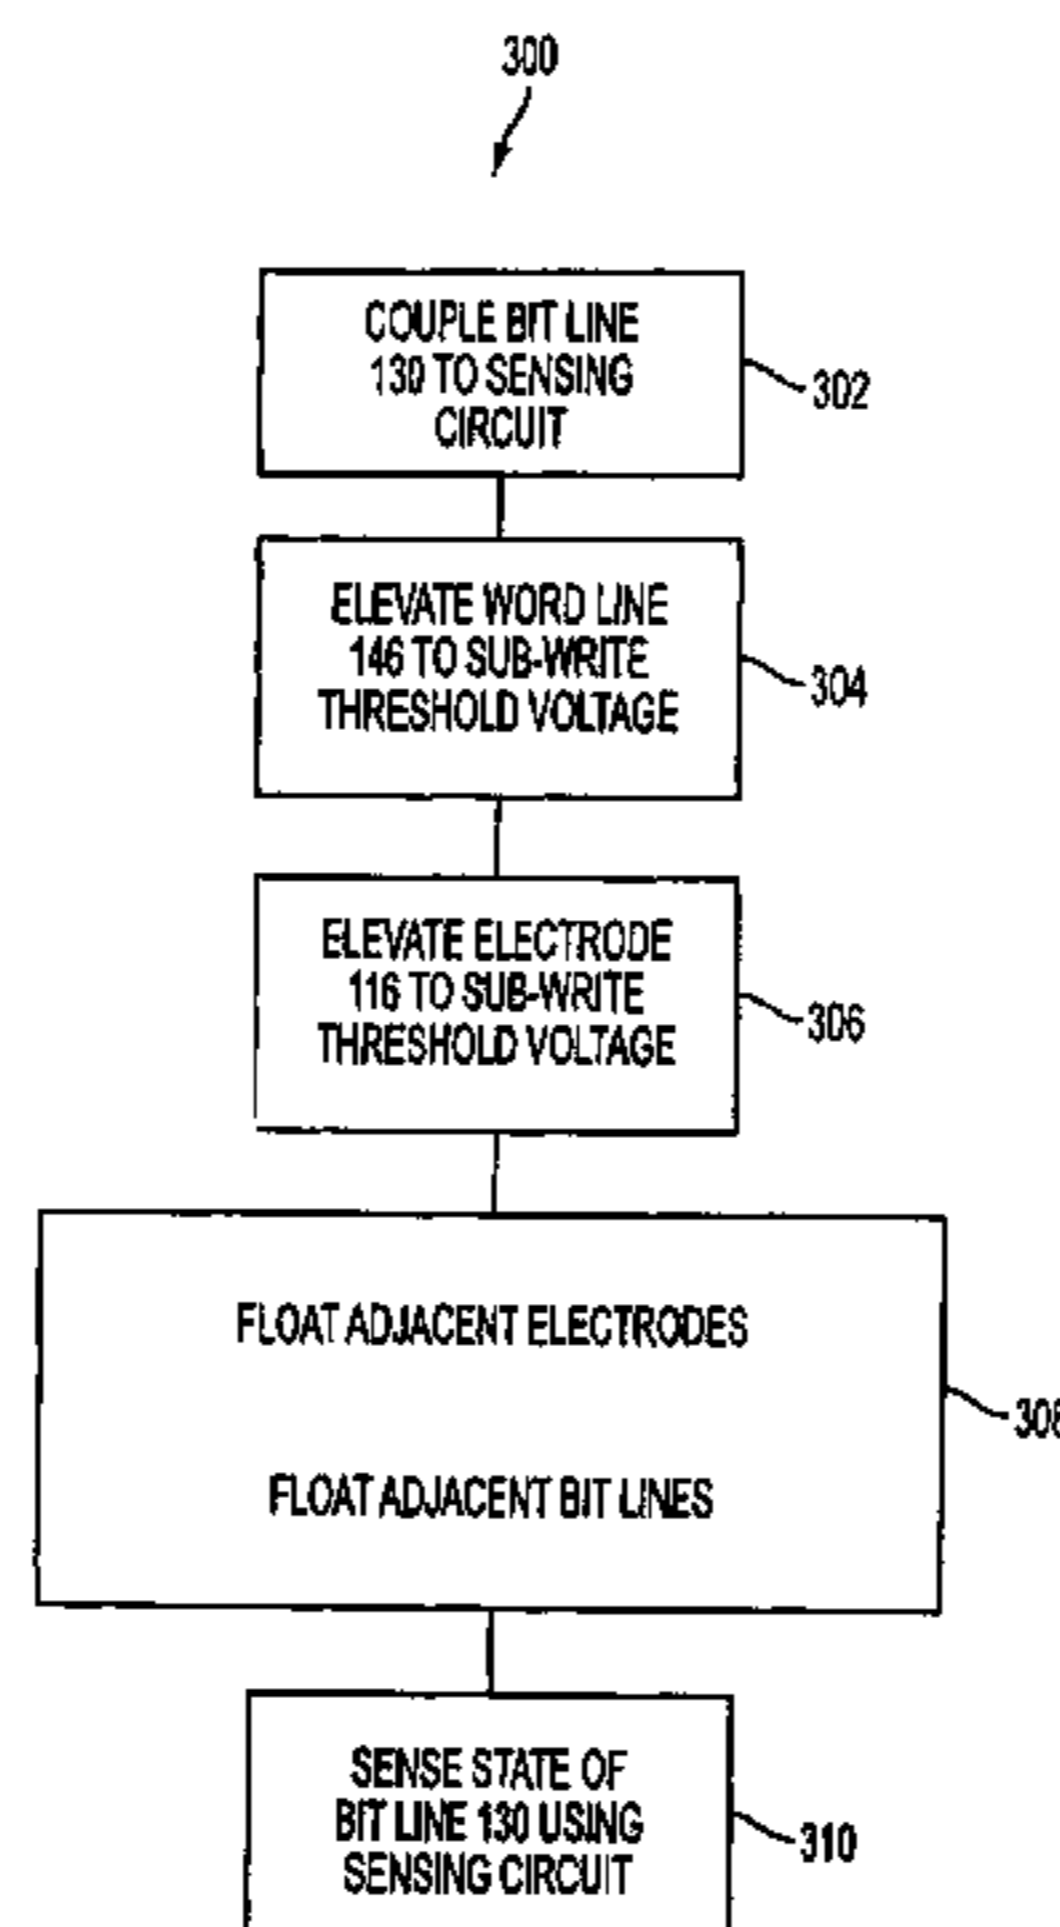 300
COUPLE BIT LINE
130 TO SENSING
CIRCUIT
302
ELEVATE WORD LINE
146 TO SUB-WRITE
THRESHOLD VOLTAGE
304
ELEVATE ELECTRODE
116 TO SUB-WRITE
THRESHOLD VOLTAGE
306
FLOAT ADJACENT ELECTRODES
308
FLOAT ADJACENT BIT LINES
SENSE STATE OF
BIT LINE 130 USING
SENSING CIRCUIT
310